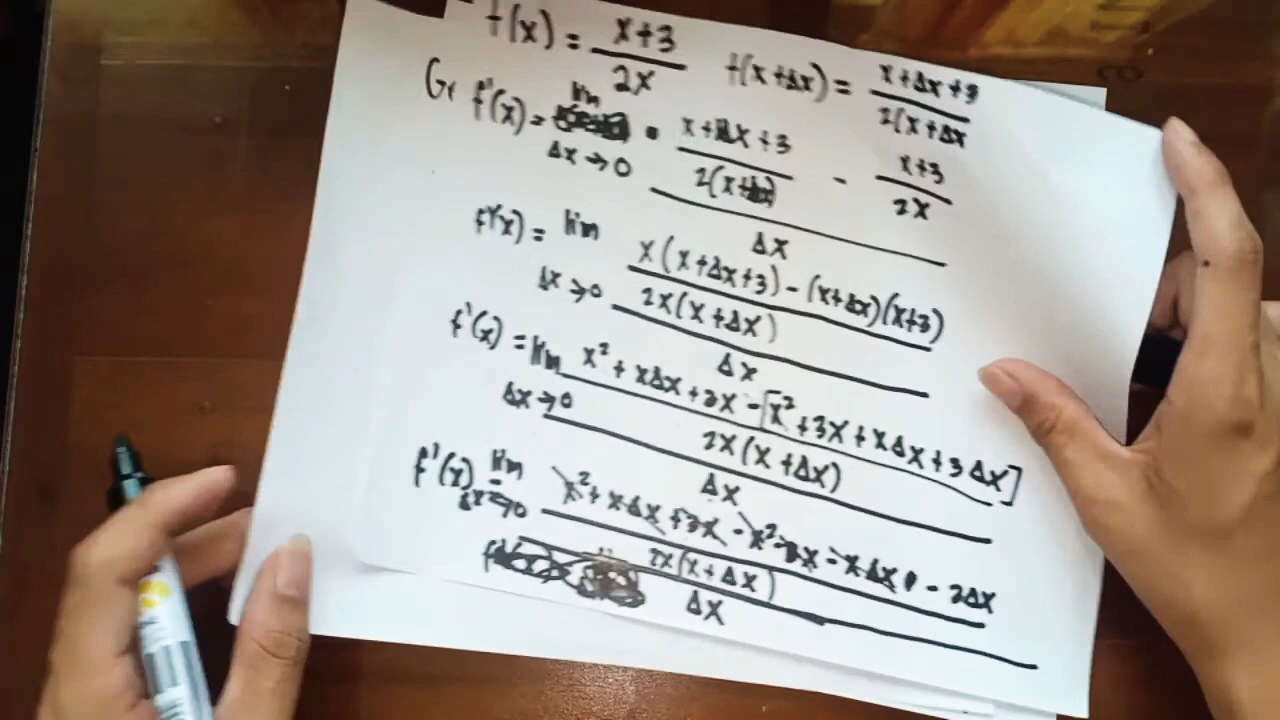 f(x) = x+3 / 2x    f(x+Δx) = x+Δx+3 / 2(x+Δx
G, f'(x) = lim Δx→0 x+Δx+3 / 2(x+Δx) - x+3 / 2x / Δx
f'(x) = lim Δx→0 x(x+Δx+3) - (x+Δx)(x+3) / 2x(x+Δx) / Δx
f'(x) = lim Δx→0 x² + xΔx + 3x - [x² + 3x + xΔx + 3Δx] / 2x(x+Δx) / Δx
f'(x) = lim Δx→0 x² + xΔx + 3x - x² - 3x - xΔx - 3Δx / 2x(x+Δx) / Δx